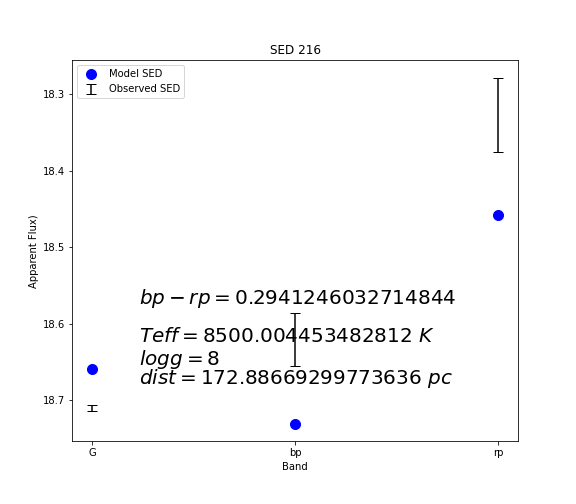 SED 216
Model SED
Observed SED
18.3
18.4
18.5
18.6
18.7
Apparent Flux)
bp − rp = 0.2941246032714844
Teff = 8500.004453482812 K
logg = 8
dist = 172.88669299773636 pc
G
bp
rp
Band